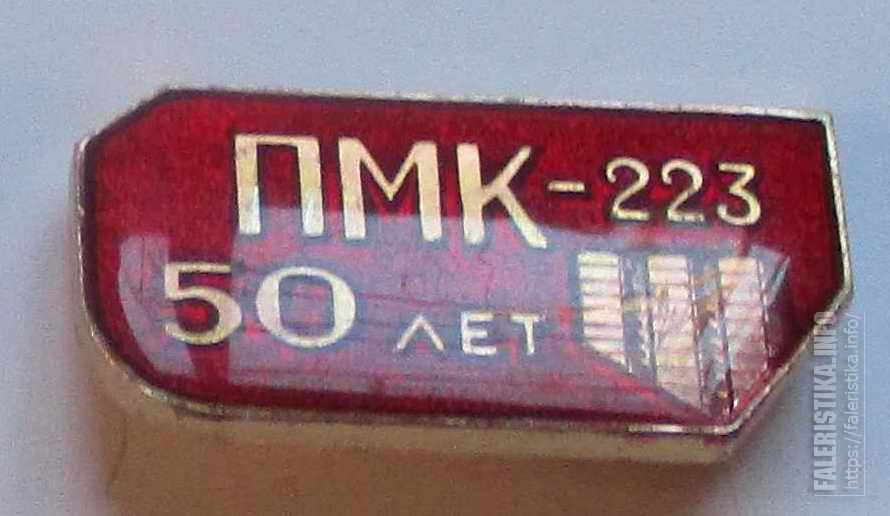 ПМК-223
50 ЛЕТ
FALERISTIKA.INFO
https://faleristika.info/